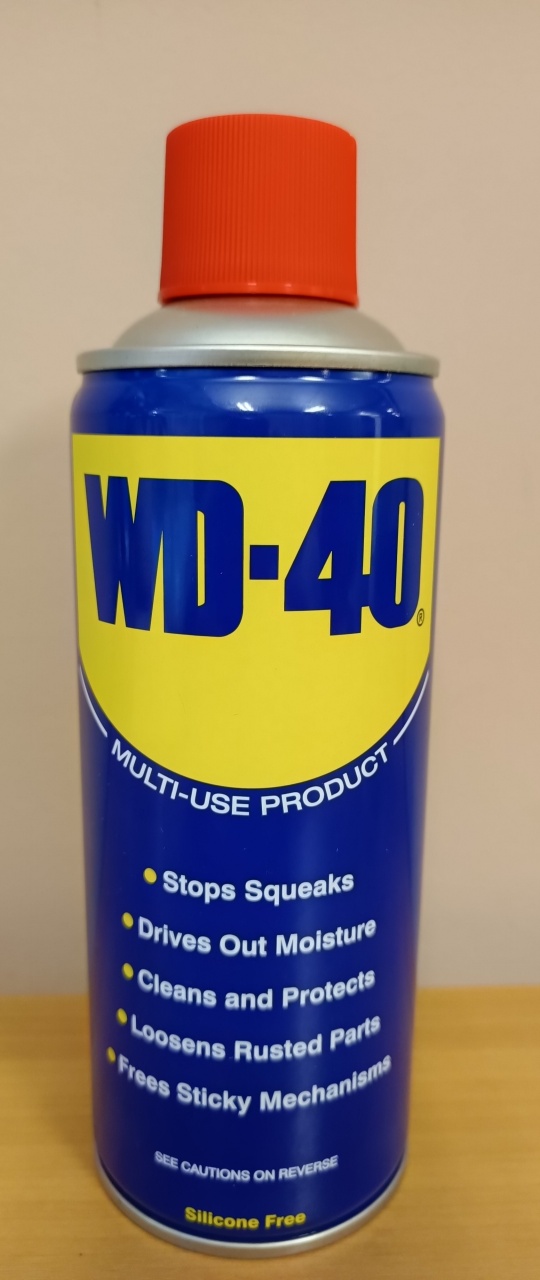 WD-40®
MULTI-USE PRODUCT
• Stops Squeaks
• Drives Out Moisture
• Cleans and Protects
• Loosens Rusted Parts
• Frees Sticky Mechanisms
SEE CAUTIONS ON REVERSE
Silicone Free